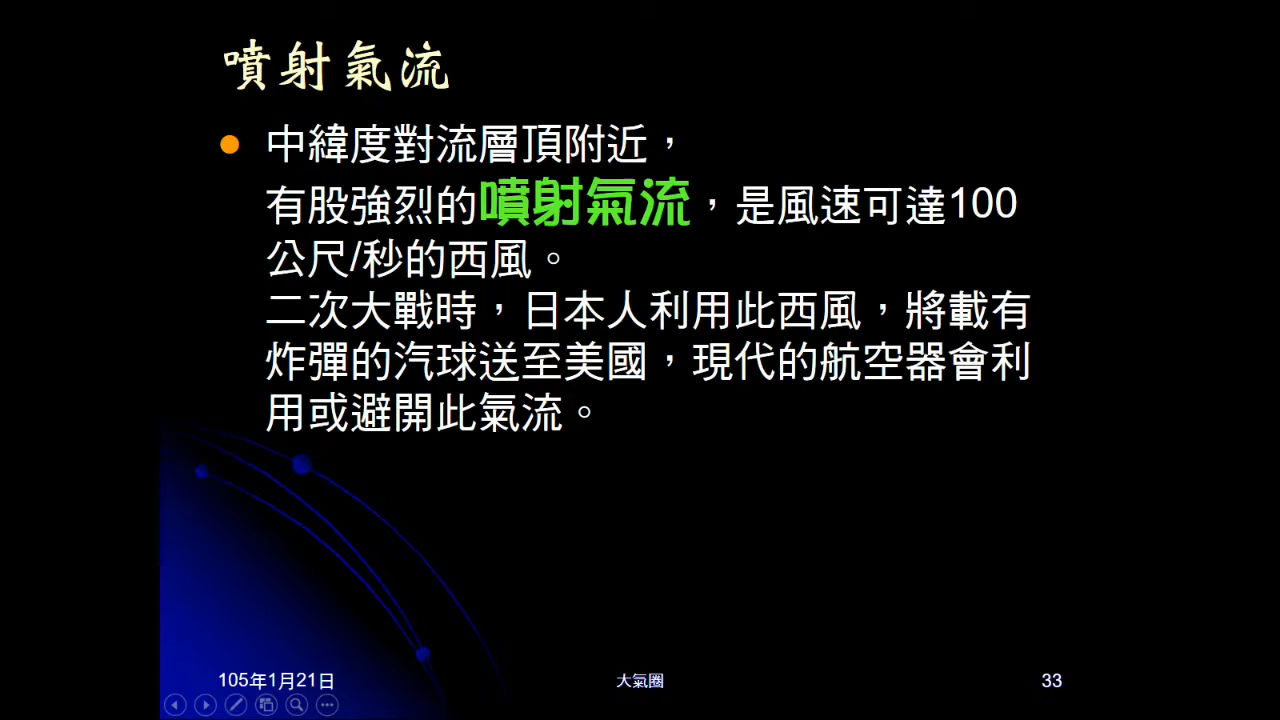 噴射氣流
中緯度對流層頂附近，
有股強烈的噴射氣流，是風速可達100
公尺/秒的西風。
二次大戰時，日本人利用此西風，將載有
炸彈的汽球送至美國，現代的航空器會利
用或避開此氣流。
105年1月21日
大氣圈
33